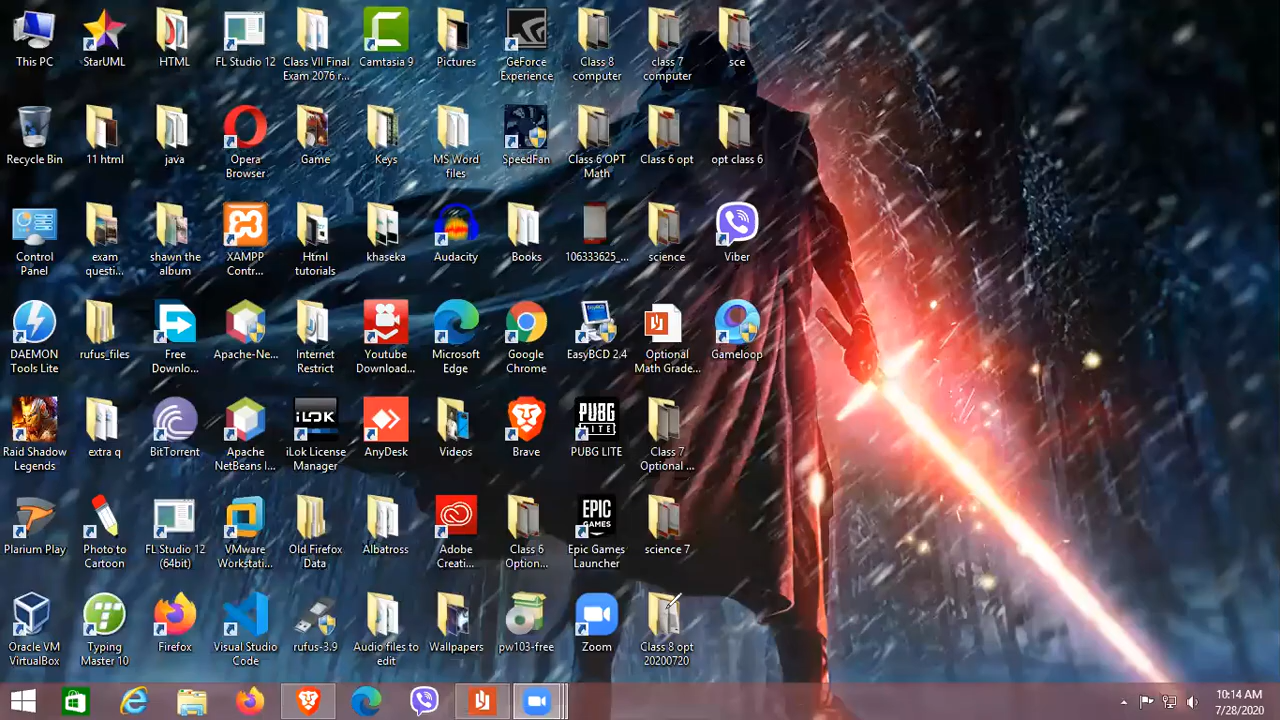 This PC
StarUML
HTML
FL Studio 12
Class VII Final
Exam 2076 r...
Camtasia 9
Pictures
GeForce
Experience
Class 8
computer
class 7
computer
sce
Recycle Bin
11 html
java
Opera
Browser
Game
Keys
MS Word
files
SpeedFan
Class 6 OPT
Math
Class 6 opt
opt class 6
Control
Panel
exam
questi...
shawn the
album
XAMPP
Contr...
Html
tutorials
khaseka
Audacity
Books
106333625_...
science
Viber
DAEMON
Tools Lite
rufus_files
Free
Downlo...
Apache-Ne...
Internet
Restrict
Youtube
Download...
Microsoft
Edge
Google
Chrome
EasyBCD 2.4
Optional
Math Grade...
Gameloop
Raid Shadow
Legends
extra q
BitTorrent
Apache
NetBeans I...
iLOK
iLok License
Manager
AnyDesk
Videos
Brave
PUBG
LITE
PUBG LITE
Class 7
Optional ...
Plarium Play
Photo to
Cartoon
FL Studio 12
(64bit)
VMware
Workstati...
Old Firefox
Data
Albatross
Adobe
Creati...
Class 6
Option...
EPIC
GAMES
Epic Games
Launcher
science 7
Oracle VM
VirtualBox
Typing
Master 10
Firefox
Visual Studio
Code
rufus-3.9
Audio files to
edit
Wallpapers
pw103-free
Zoom
Class 8 opt
20200720
10:14 AM
7/28/2020